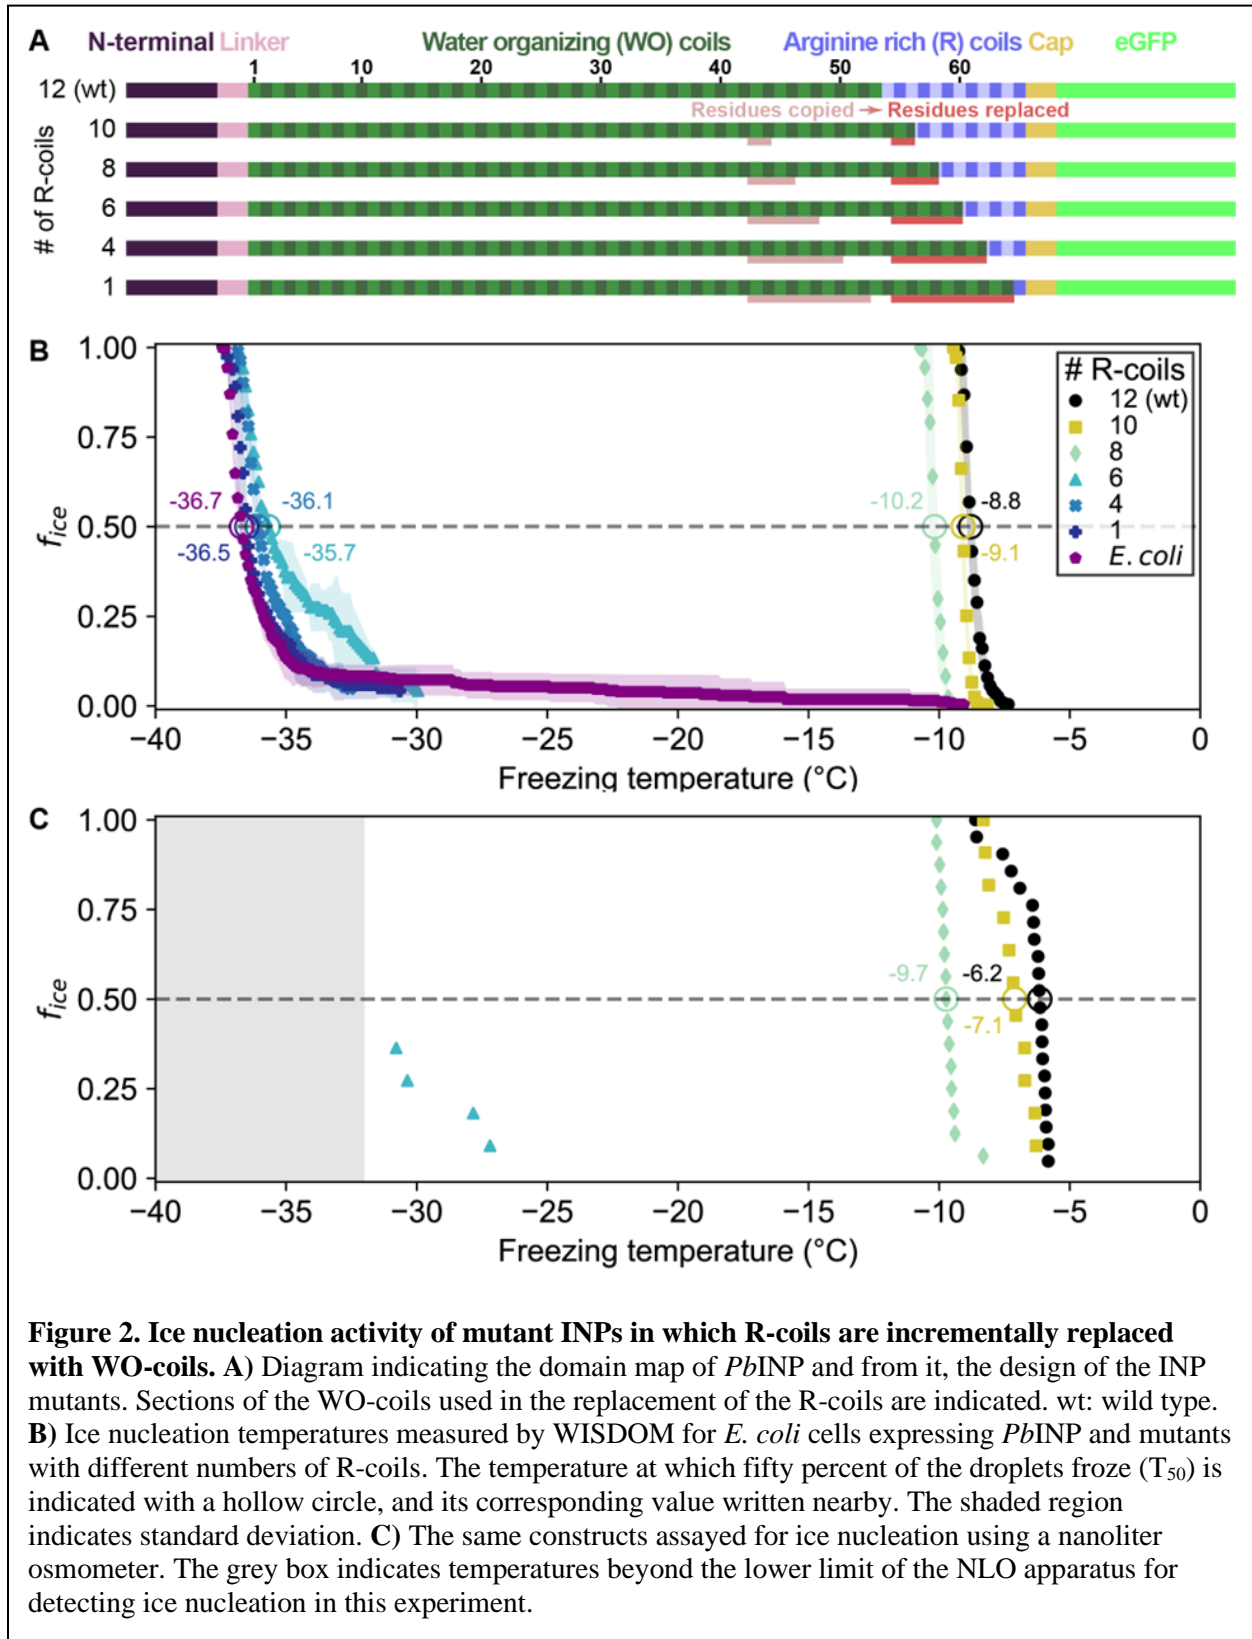 A
N-terminal Linker Water organizing (WO) coils Arginine rich (R) coils Cap eGFP
1 10 20 30 40 50 60
12 (wt)
Residues copied → Residues replaced
10
8
6
4
1
# of R-coils
B
1.00
0.75
0.50
0.25
0.00
fice
-36.7
-36.1
-36.5
-35.7
-10.2
-8.8
-9.1
# R-coils
12 (wt)
10
8
6
4
1
E. coli
−40 −35 −30 −25 −20 −15 −10 −5 0
Freezing temperature (°C)
C
1.00
0.75
0.50
0.25
0.00
fice
-9.7
-6.2
-7.1
−40 −35 −30 −25 −20 −15 −10 −5 0
Freezing temperature (°C)
Figure 2. Ice nucleation activity of mutant INPs in which R-coils are incrementally replaced
with WO-coils. A) Diagram indicating the domain map of PbINP and from it, the design of the INP
mutants. Sections of the WO-coils used in the replacement of the R-coils are indicated. wt: wild type.
B) Ice nucleation temperatures measured by WISDOM for E. coli cells expressing PbINP and mutants
with different numbers of R-coils. The temperature at which fifty percent of the droplets froze (T50) is
indicated with a hollow circle, and its corresponding value written nearby. The shaded region
indicates standard deviation. C) The same constructs assayed for ice nucleation using a nanoliter
osmometer. The grey box indicates temperatures beyond the lower limit of the NLO apparatus for
detecting ice nucleation in this experiment.